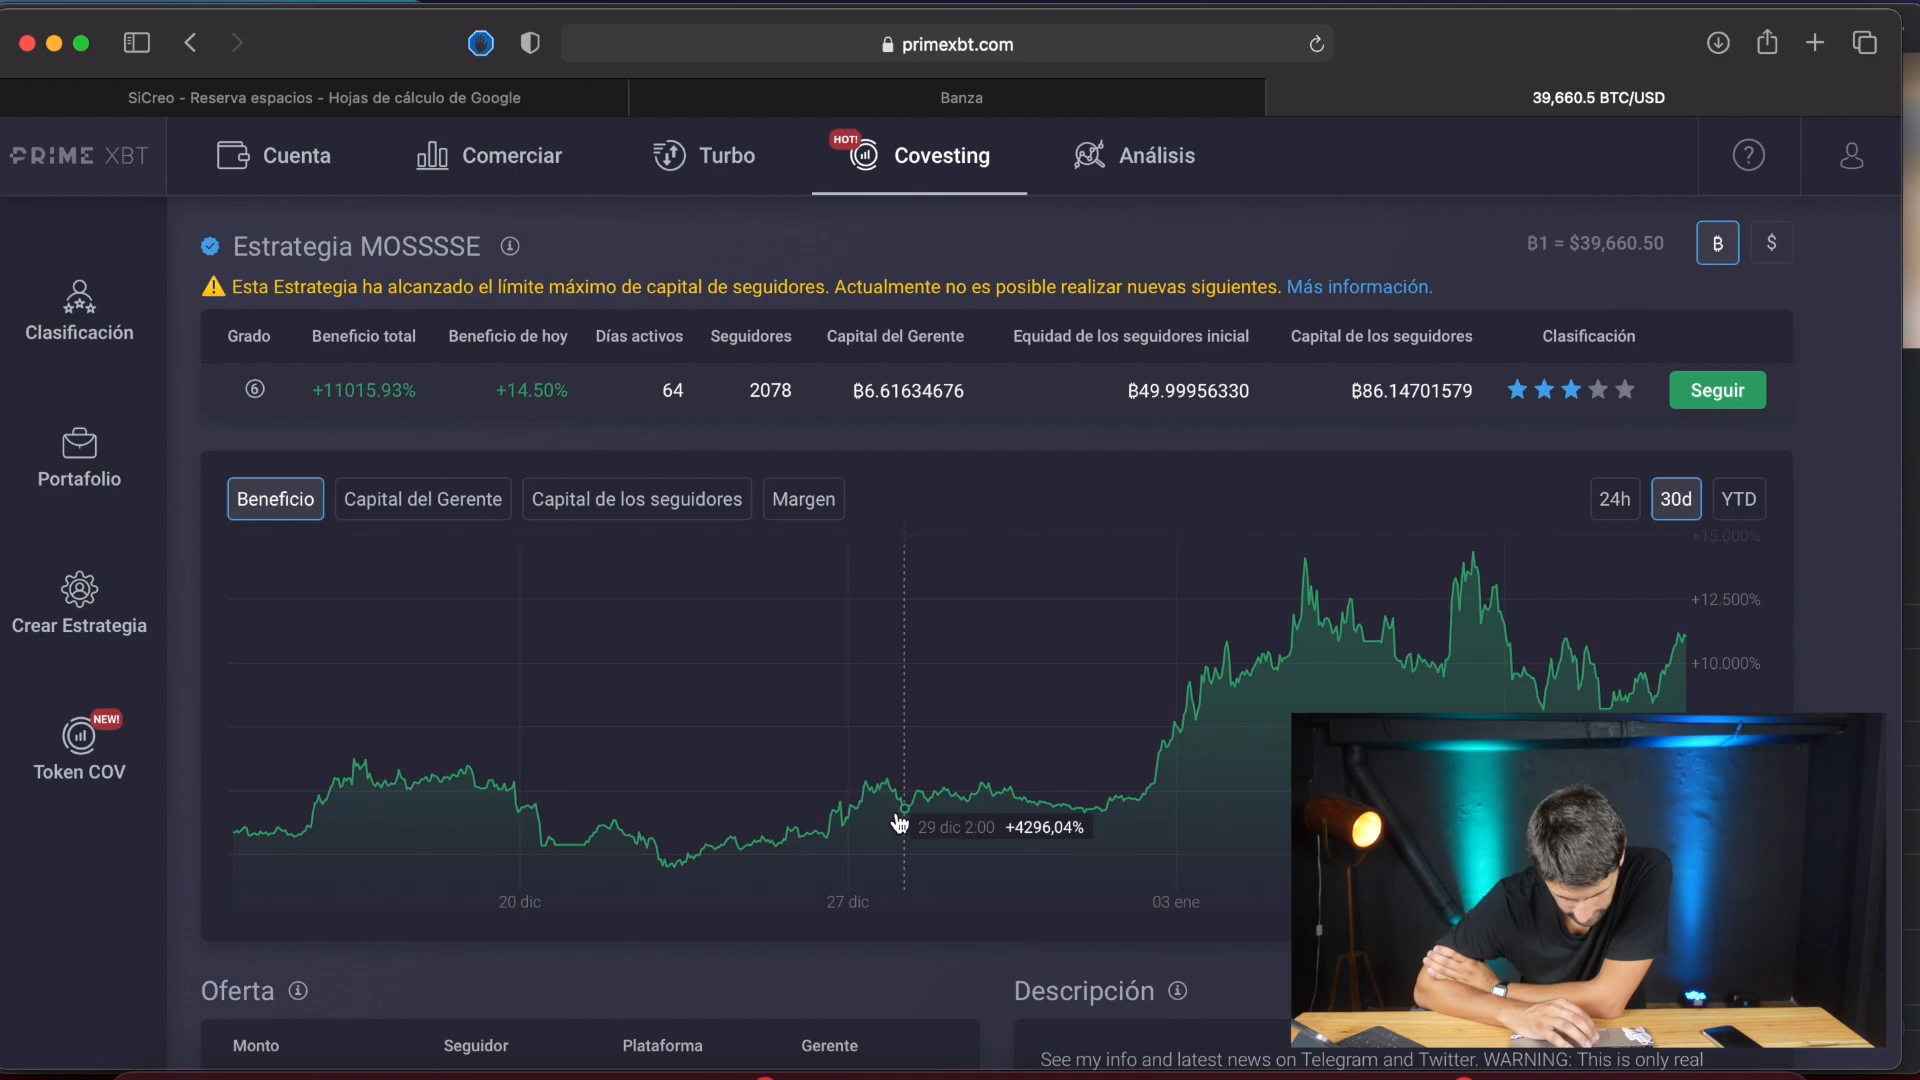 primexbt.com
SiCreo - Reserva espacios - Hojas de cálculo de Google
Banza
39,660.5 BTC/USD
PRIME XBT
Cuenta
Comerciar
Turbo
HOT!
Covesting
Análisis
Estrategia MOSSSSE
₿1 = $39,660.50
₿
$
Esta Estrategia ha alcanzado el límite máximo de capital de seguidores. Actualmente no es posible realizar nuevas siguientes. Más información.
Grado Beneficio total Beneficio de hoy Días activos Seguidores Capital del Gerente Equidad de los seguidores inicial Capital de los seguidores Clasificación
6 +11015.93% +14.50% 64 2078 ₿6.61634676 ₿49.99956330 ₿86.14701579 Seguir
Clasificación
Portafolio
Crear Estrategia
NEW!
Token COV
Beneficio Capital del Gerente Capital de los seguidores Margen 24h 30d YTD
+15.000%
+12.500%
+10.000%
29 dic 2:00 +4296,04%
20 dic 27 dic 03 ene
Oferta
Descripción
Monto Seguidor Plataforma Gerente
See my info and latest news on Telegram and Twitter. WARNING: This is only real